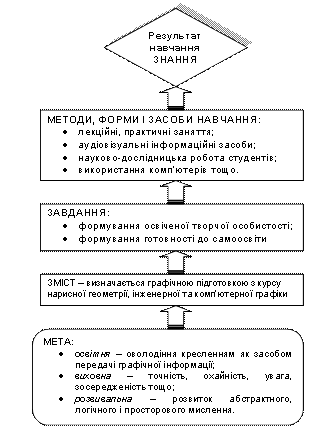 Результат
навчання
ЗНАННЯ
МЕТОДИ, ФОРМИ І ЗАСОБИ НАВЧАННЯ:
• лекційні, практичні заняття;
• аудіовізуальні інформаційні засоби;
• науково-дослідницька робота студентів;
• використання комп'ютерів тощо.
ЗАВДАННЯ:
• формування освіченої творчої особистості;
• формування готовності до самоосвіти
ЗМІСТ – визначається графічною підготовкою з курсу
нарисної геометрії, інженерної та комп'ютерної графіки
МЕТА:
• освітня – оволодіння кресленням як засобом
передачі графічної інформації;
• виховна – точність, охайність, увага,
зосередженість тощо;
• розвивальна – розвиток абстрактного,
логічного і просторового мислення.